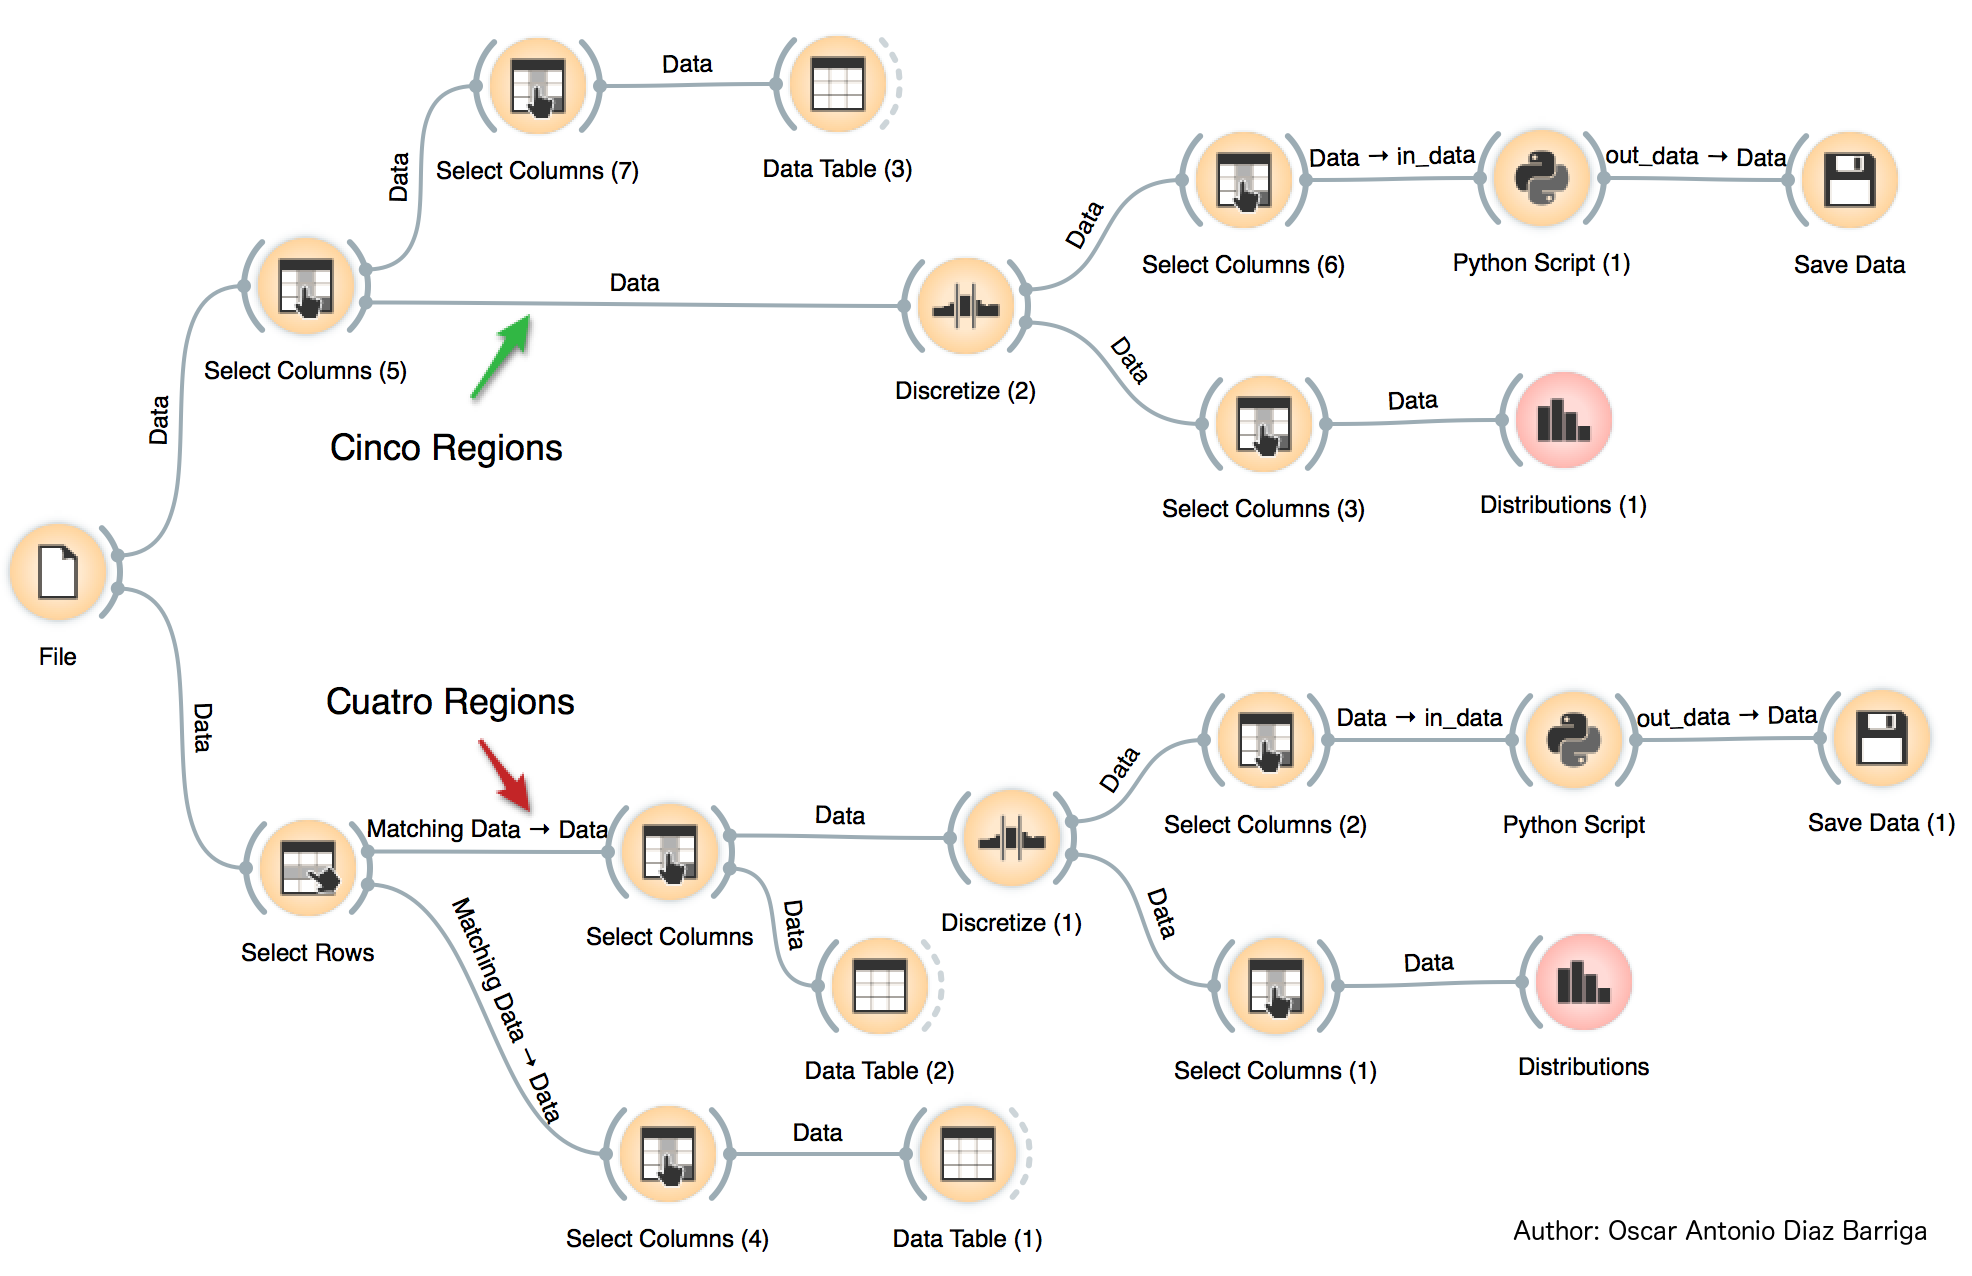 Data
Select Columns (7)
Data
Data Table (3)
Data
Select Columns (5)
Data
Cinco Regions
Discretize (2)
Data
Select Columns (6)
Data → in_data
Python Script (1)
out_data → Data
Save Data
Data
Select Columns (3)
Data
Distributions (1)
File
Data
Select Rows
Cuatro Regions
Matching Data → Data
Select Columns
Data
Discretize (1)
Data
Select Columns (2)
Data → in_data
Python Script
out_data → Data
Save Data (1)
Data
Data Table (2)
Data
Select Columns (1)
Data
Distributions
Matching Data → Data
Select Columns (4)
Data
Data Table (1)
Author: Oscar Antonio Diaz Barriga